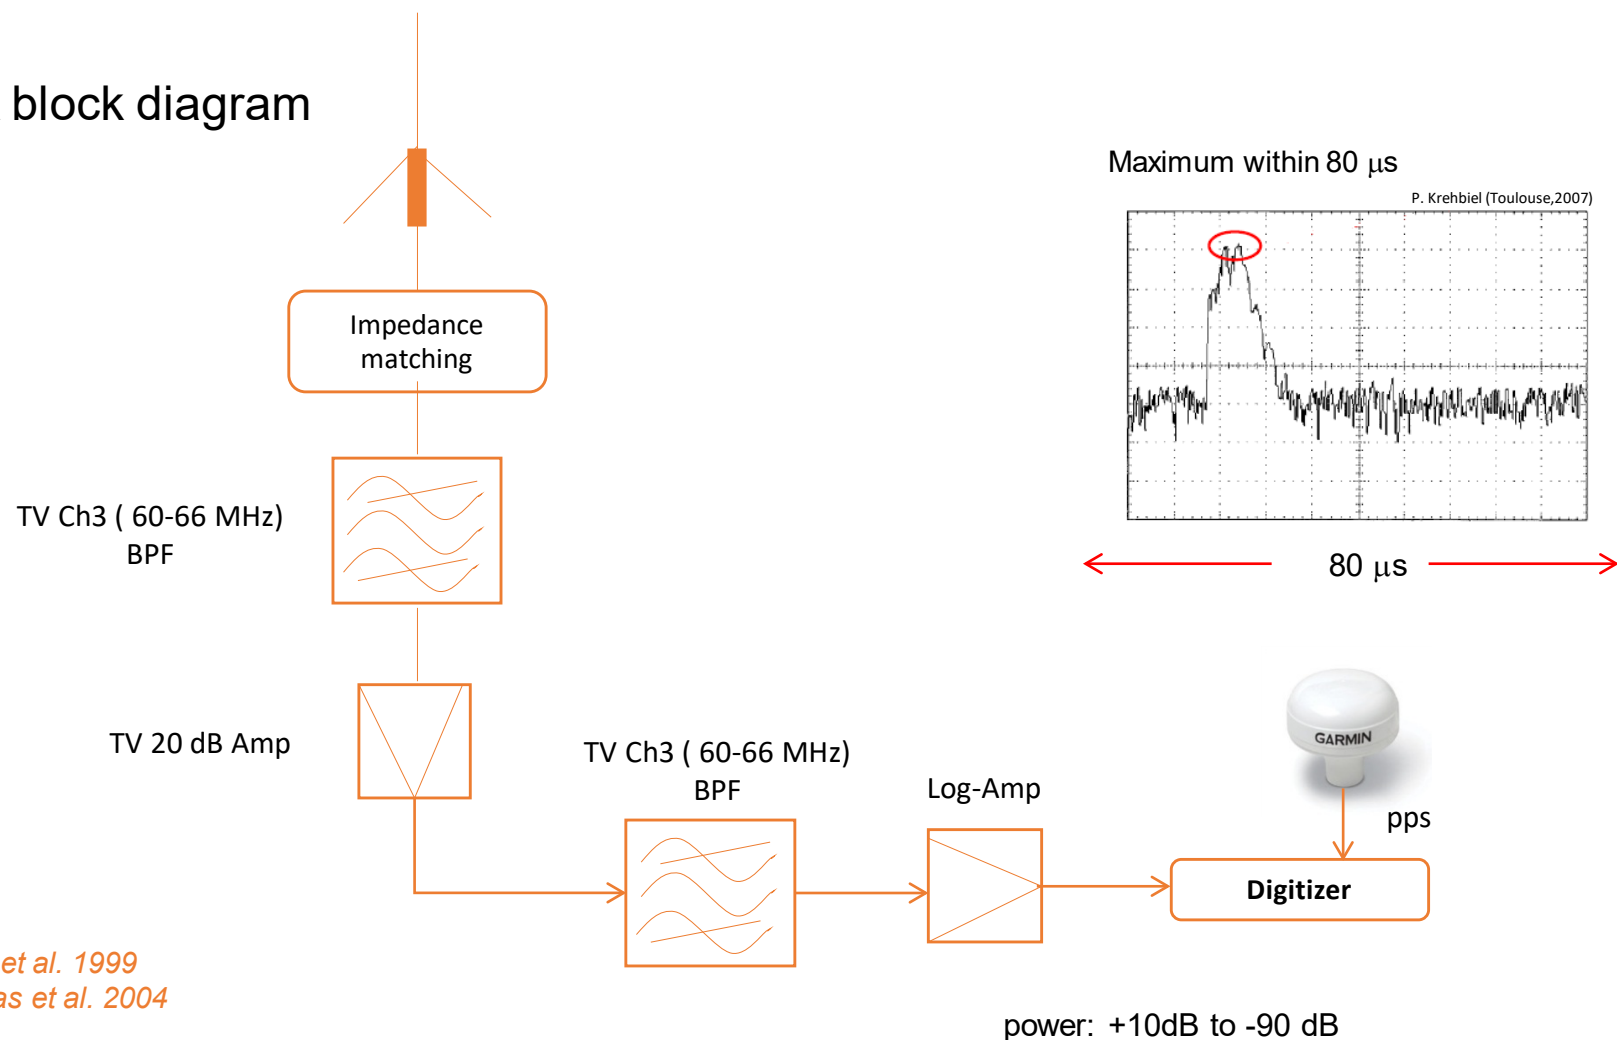 block diagram
Maximum within 80 μs
P. Krehbiel (Toulouse,2007)
Impedance
matching
TV Ch3 ( 60-66 MHz)
BPF
80 μs
TV 20 dB Amp
TV Ch3 ( 60-66 MHz)
BPF
Log-Amp
GARMIN
pps
Digitizer
et al. 1999
as et al. 2004
power: +10dB to -90 dB